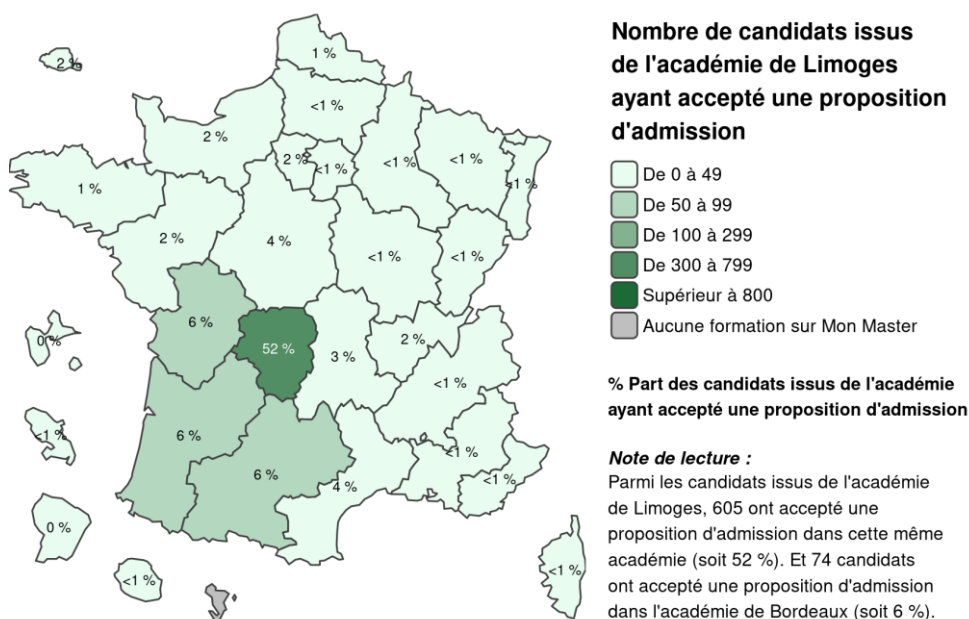 Nombre de candidats issus
de l'académie de Limoges
ayant accepté une proposition
d'admission
De 0 à 49
De 50 à 99
De 100 à 299
De 300 à 799
Supérieur à 800
Aucune formation sur Mon Master
% Part des candidats issus de l'académie
ayant accepté une proposition d'admission
Note de lecture :
Parmi les candidats issus de l'académie
de Limoges, 605 ont accepté une
proposition d'admission dans cette même
académie (soit 52 %). Et 74 candidats
ont accepté une proposition d'admission
dans l'académie de Bordeaux (soit 6 %).
1 %
2 %
<1 %
2 %
2 %
<1 %
<1 %
<1 %
<1 %
1 %
2 %
4 %
<1 %
<1 %
6 %
52 %
3 %
2 %
0 %
<1 %
6 %
<1 %
6 %
4 %
<1 %
<1 %
0 %
<1 %
<1 %